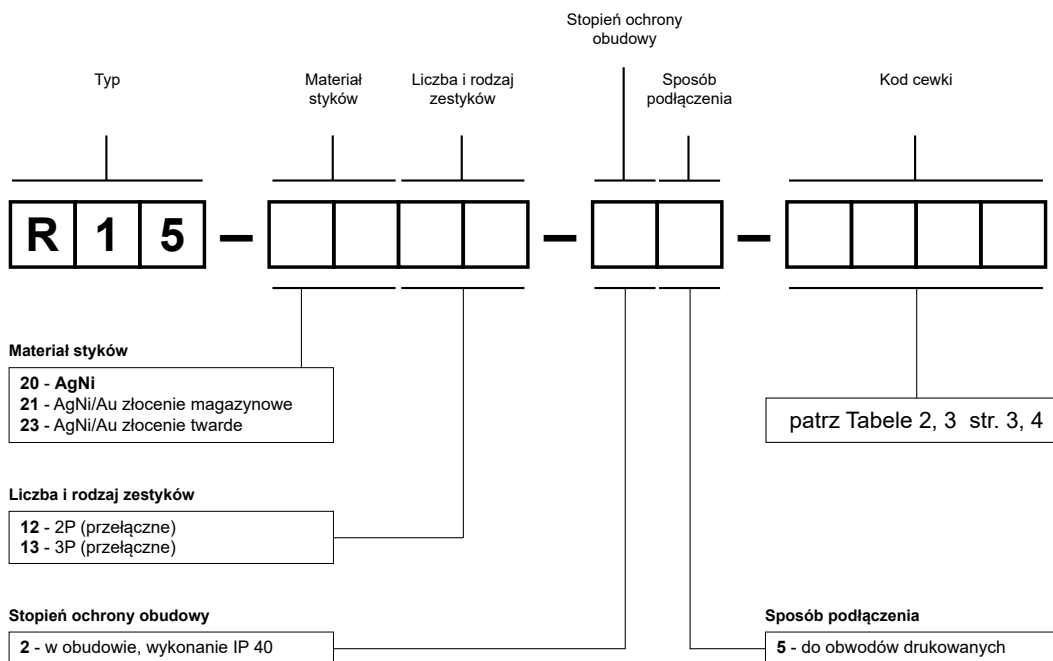 Stopień ochrony
obudowy
Typ
Materiał
styków
Liczba i rodzaj
zestyków
Sposób
podłączenia
Kod cewki
R 1 5 – – –
Materiał styków
20 - AgNi
21 - AgNi/Au złocenie magazynowe
23 - AgNi/Au złocenie twarde
patrz Tabele 2, 3 str. 3, 4
Liczba i rodzaj zestyków
12 - 2P (przełączne)
13 - 3P (przełączne)
Stopień ochrony obudowy
2 - w obudowie, wykonanie IP 40
Sposób podłączenia
5 - do obwodów drukowanych